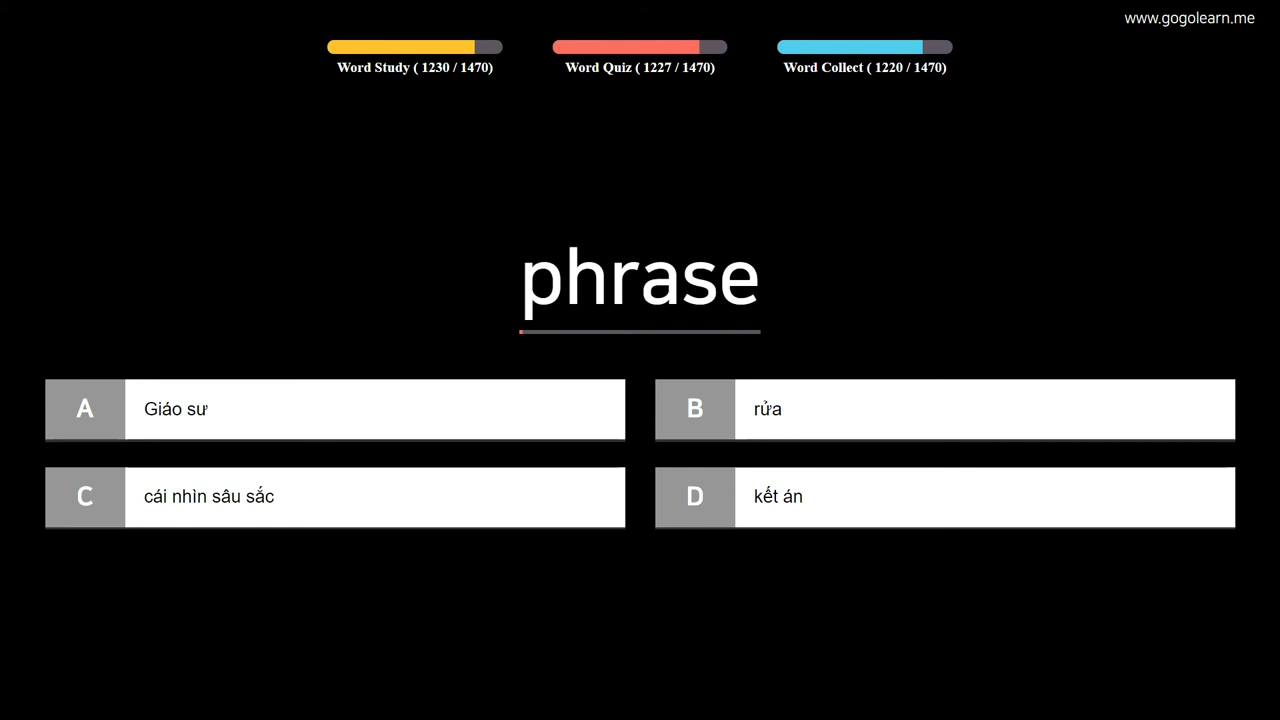 www.gogolearn.me
Word Study ( 1230 / 1470)
Word Quiz ( 1227 / 1470)
Word Collect ( 1220 / 1470)
phrase
A Giáo sư
B rửa
C cái nhìn sâu sắc
D kết án